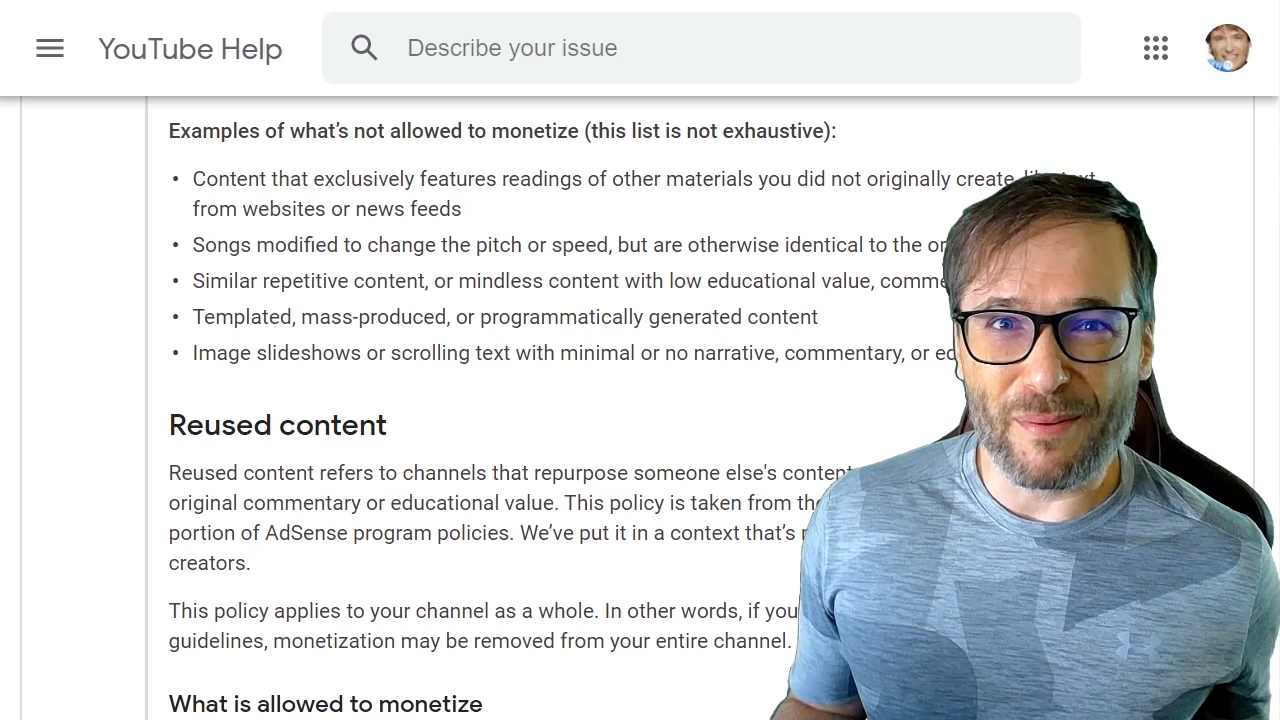 YouTube Help
Describe your issue
Examples of what’s not allowed to monetize (this list is not exhaustive):
• Content that exclusively features readings of other materials you did not originally create, like text
from websites or news feeds
• Songs modified to change the pitch or speed, but are otherwise identical to the
• Similar repetitive content, or mindless content with low educational value,
• Templated, mass-produced, or programmatically generated content
• Image slideshows or scrolling text with minimal or no narrative, commentary, or
Reused content
Reused content refers to channels that repurpose someone else's content
original commentary or educational value. This policy is taken from the
portion of AdSense program policies. We’ve put it in a context that’s
creators.
This policy applies to your channel as a whole. In other words, if you
guidelines, monetization may be removed from your entire channel.
What is allowed to monetize